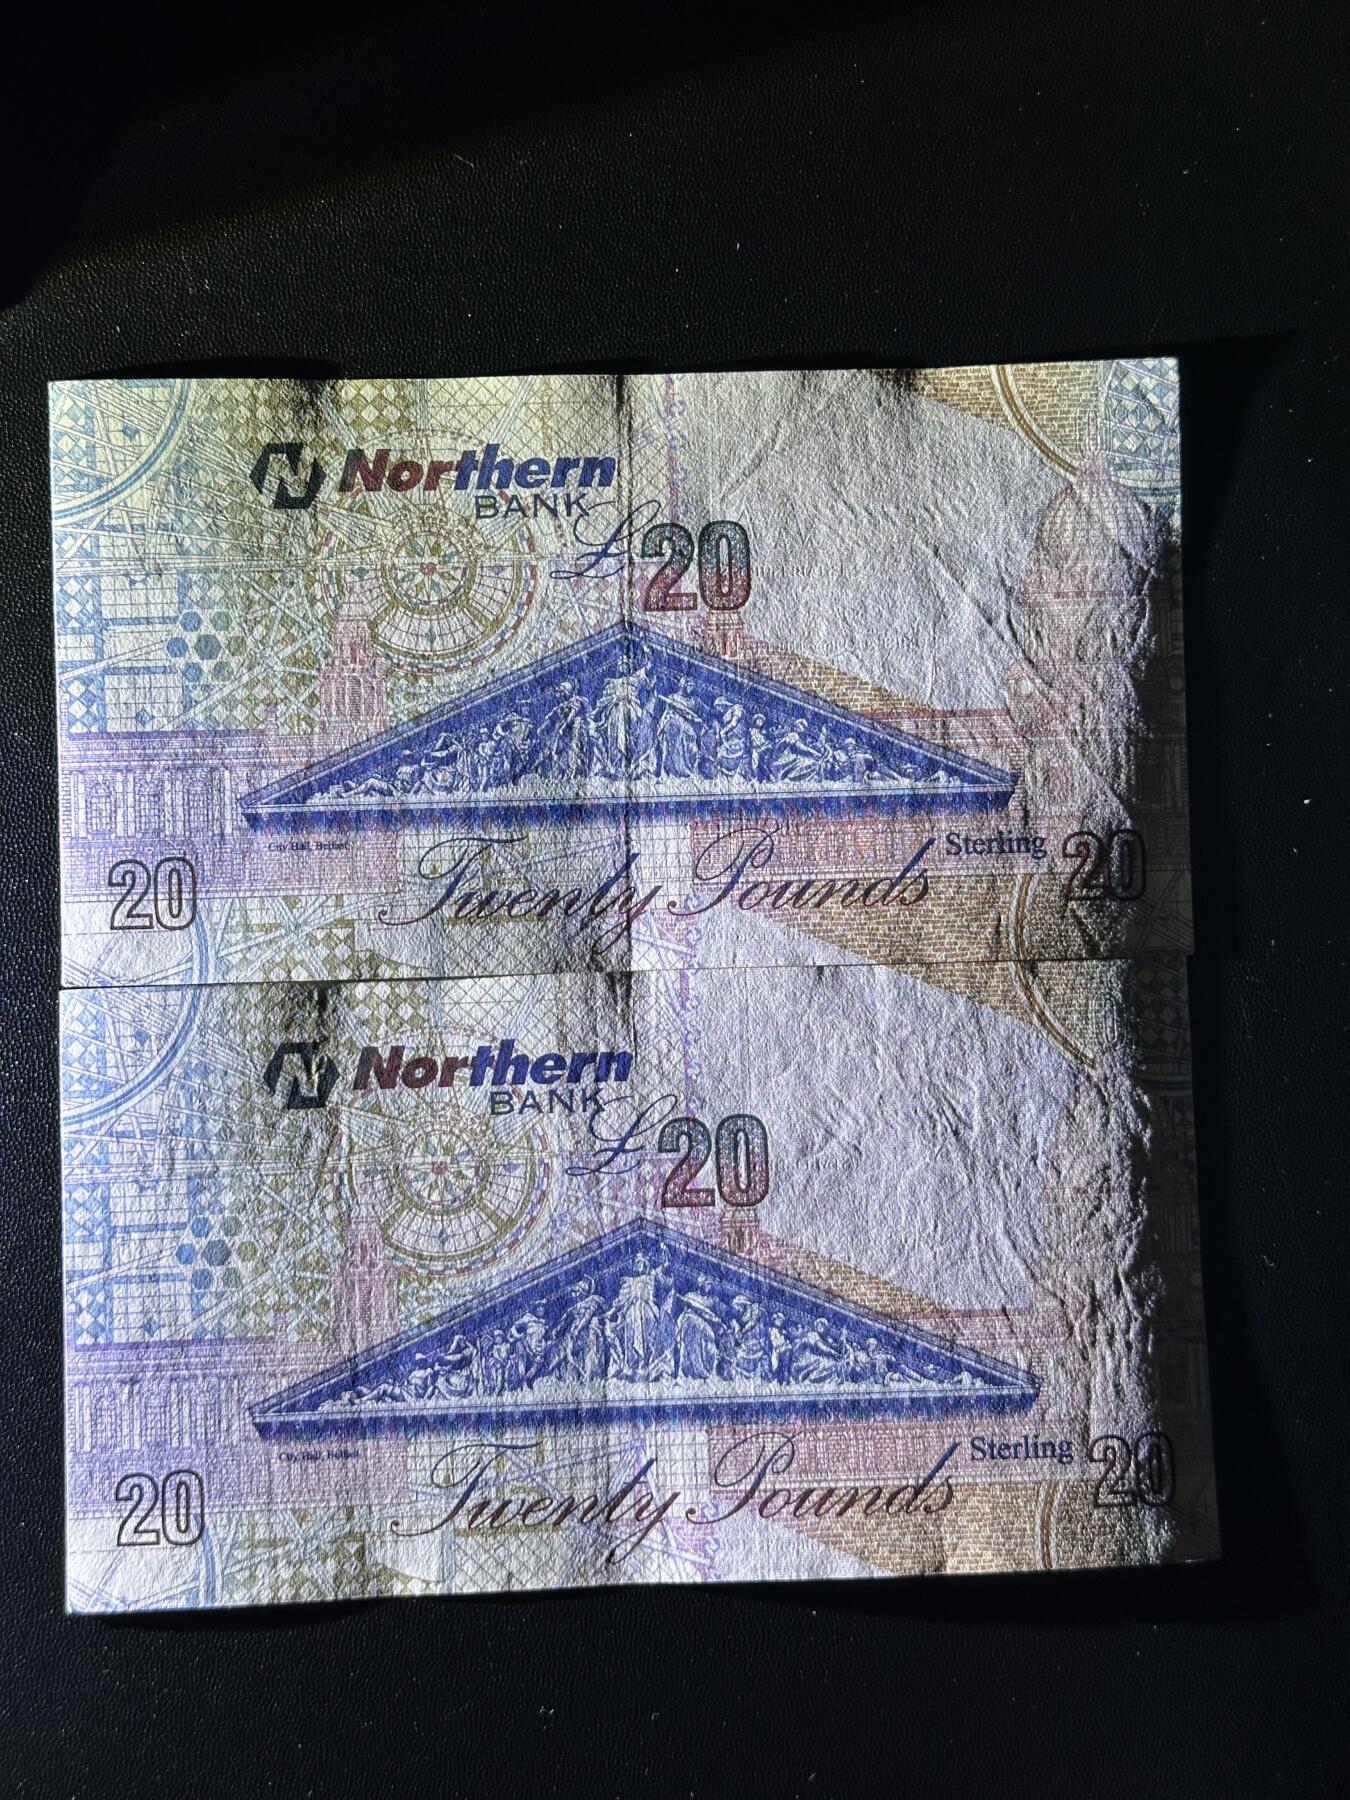 Northern
BANK
£20
City Hall, Belfast
Sterling
Twenty Pounds
20
20
Northern
BANK
£20
City Hall, Belfast
Sterling
Twenty Pounds
20
20